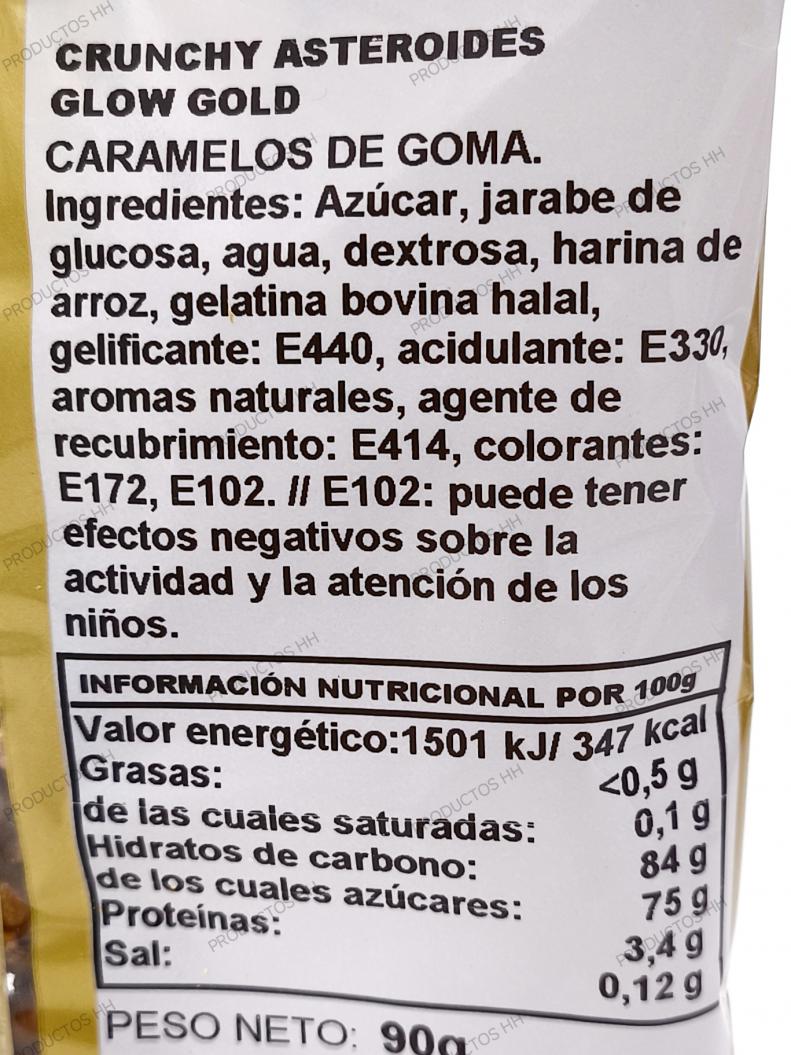 CRUNCHY ASTEROIDES
GLOW GOLD
CARAMELOS DE GOMA.
Ingredientes: Azúcar, jarabe de
glucosa, agua, dextrosa, harina de
arroz, gelatina bovina halal,
gelificante: E440, acidulante: E330,
aromas naturales, agente de
recubrimiento: E414, colorantes:
E172, E102. // E102: puede tener
efectos negativos sobre la
actividad y la atención de los
niños.
INFORMACIÓN NUTRICIONAL POR 100g
Valor energético:1501 kJ/ 347 kcal
Grasas: <0,5 g
de las cuales saturadas: 0,1 g
Hidratos de carbono: 84 g
de los cuales azúcares: 75 g
Proteínas: 3,4 g
Sal: 0,12 g
PESO NETO: 90g
PRODUCTOS HH